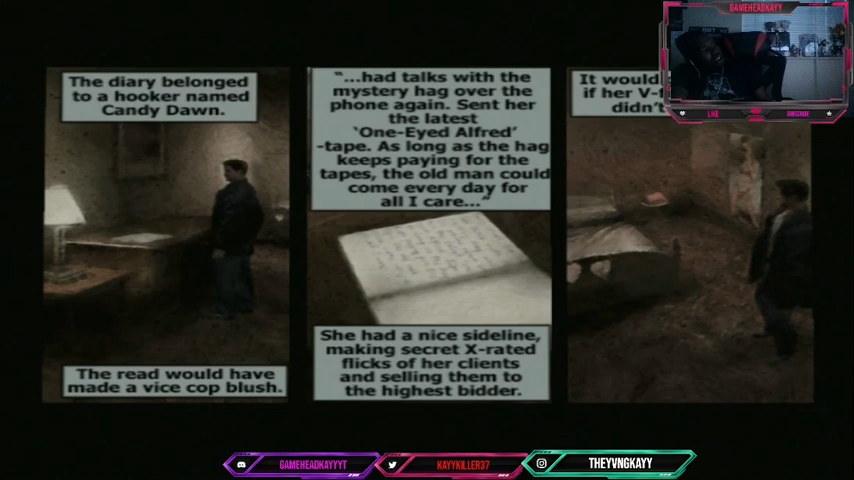 GAMEHEADKAYY
The diary belonged
to a hooker named
Candy Dawn.
The read would have
made a vice cop blush.
"...had talks with the
mystery hag over the
phone again. Sent her
the latest
'One-Eyed Alfred'
-tape. As long as the hag
keeps paying for the
tapes, the old man could
come every day for
all I care..."
She had a nice sideline,
making secret X-rated
flicks of her clients
and selling them to
the highest bidder.
It would
if her
didn't
LIKE
SUBSCRIBE
GAMEHEADKAYYYT
KAYYKILLER37
THEYVNGKAYY